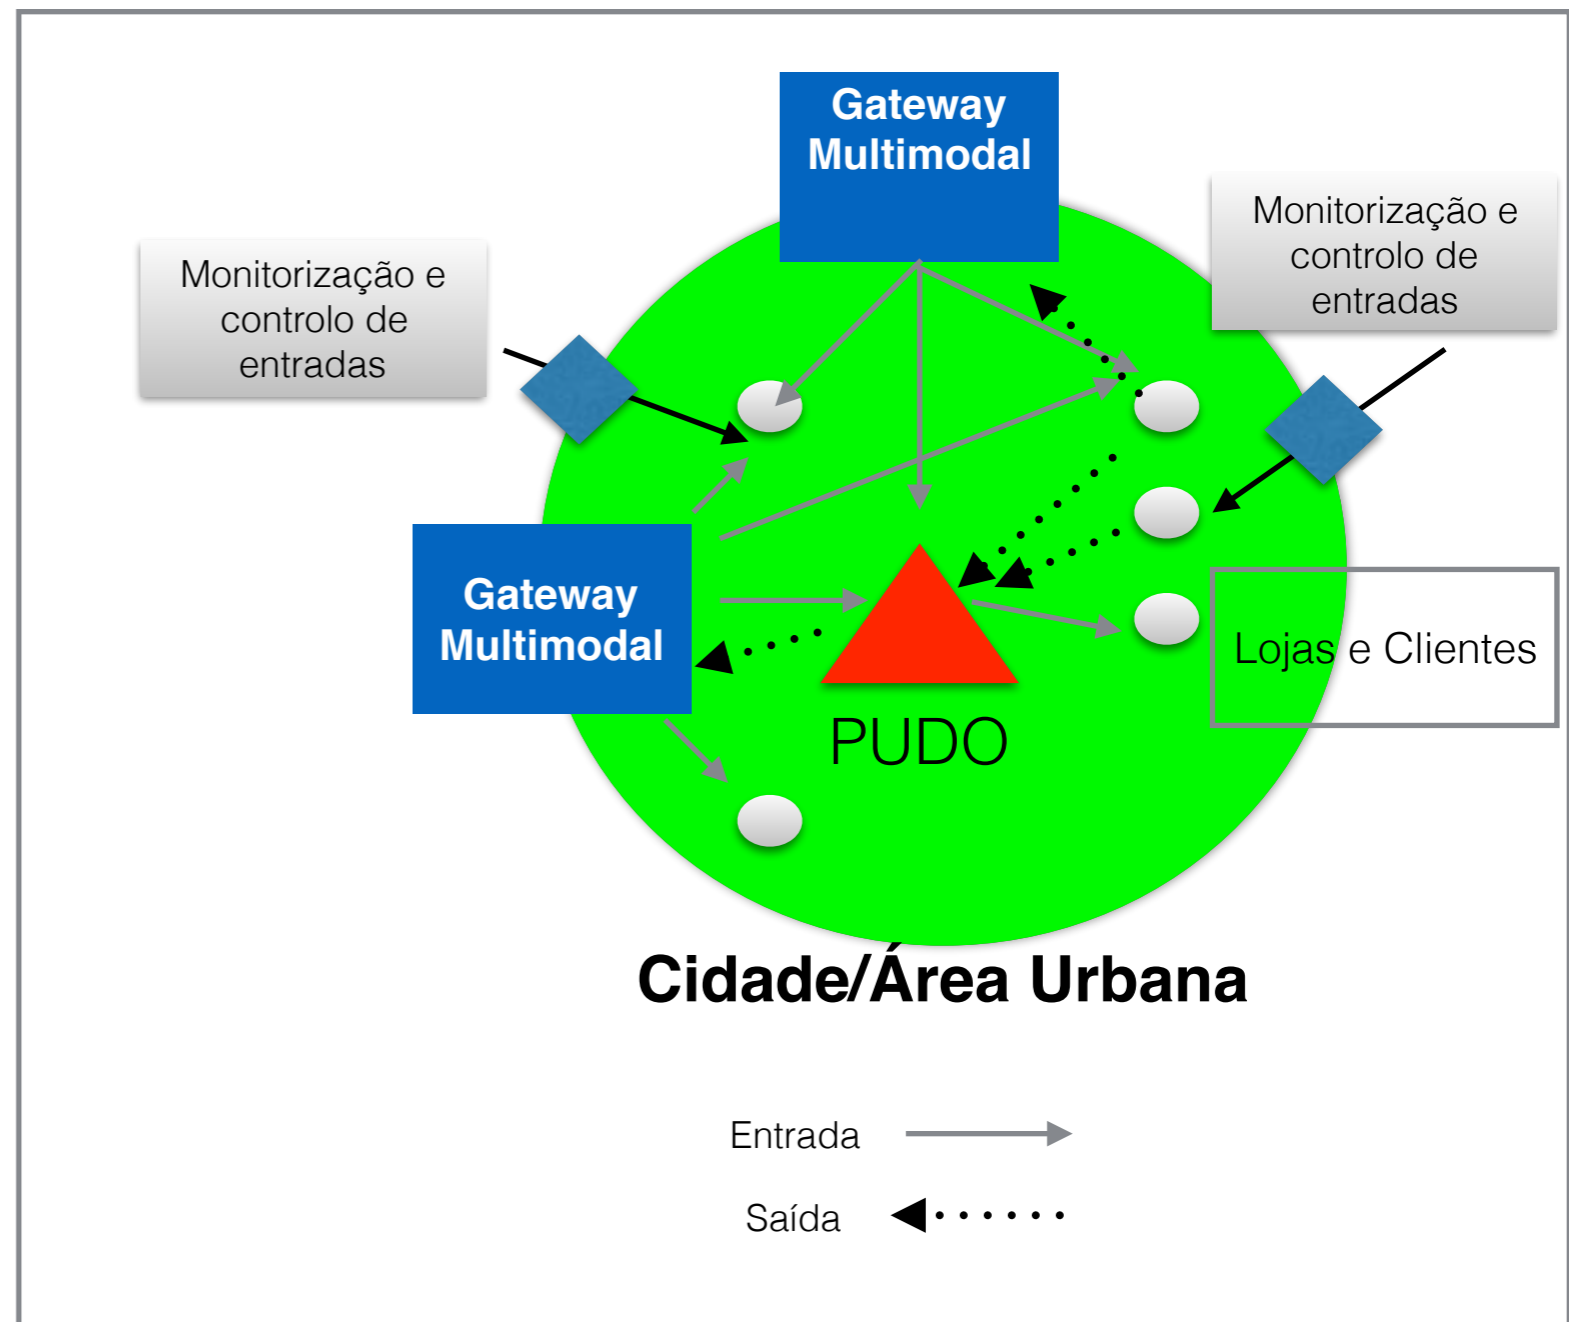 Gateway
Multimodal
Monitorização e
controlo de
entradas
Monitorização e
controlo de
entradas
Gateway
Multimodal
Lojas e Clientes
PUDO
Cidade/Área Urbana
Entrada
Saída